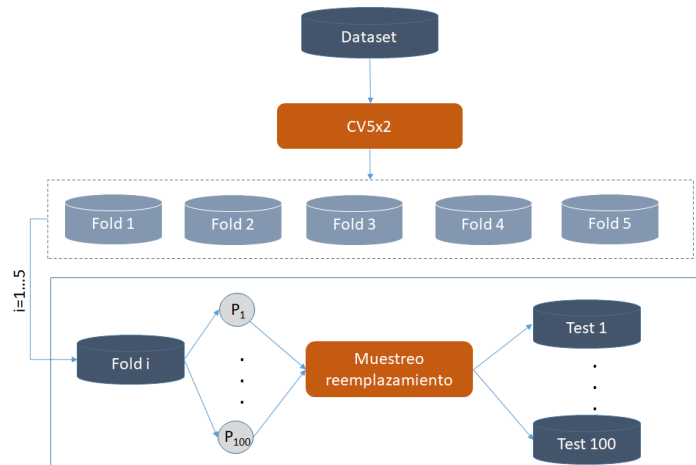 Dataset
CV5x2
Fold 1
Fold 2
Fold 3
Fold 4
Fold 5
i=1...5
Fold i
P1
P100
Muestreo
reemplazamiento
Test 1
Test 100